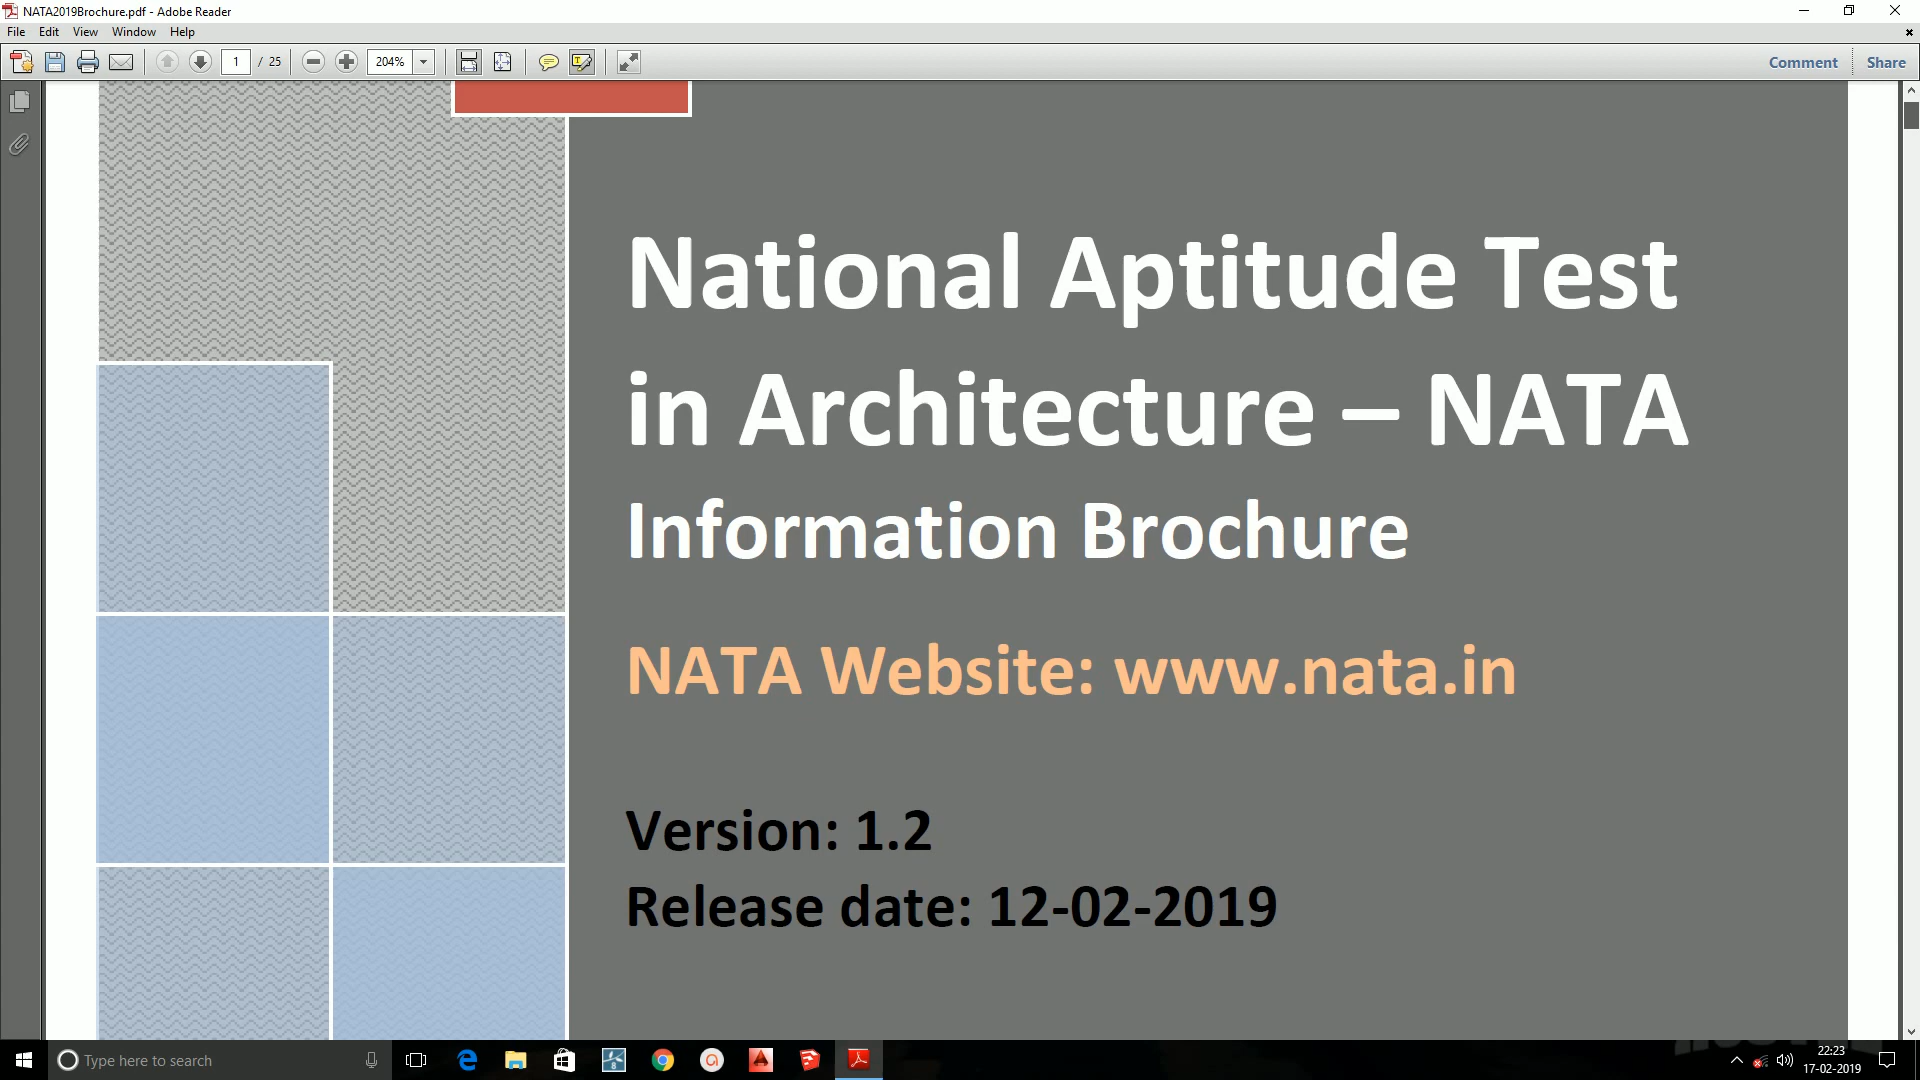 NATA2019Brochure.pdf - Adobe Reader
File Edit View Window Help
1 / 25 204% Comment Share
National Aptitude Test
in Architecture – NATA
Information Brochure
NATA Website: www.nata.in
Version: 1.2
Release date: 12-02-2019
Type here to search
22:23
17-02-2019